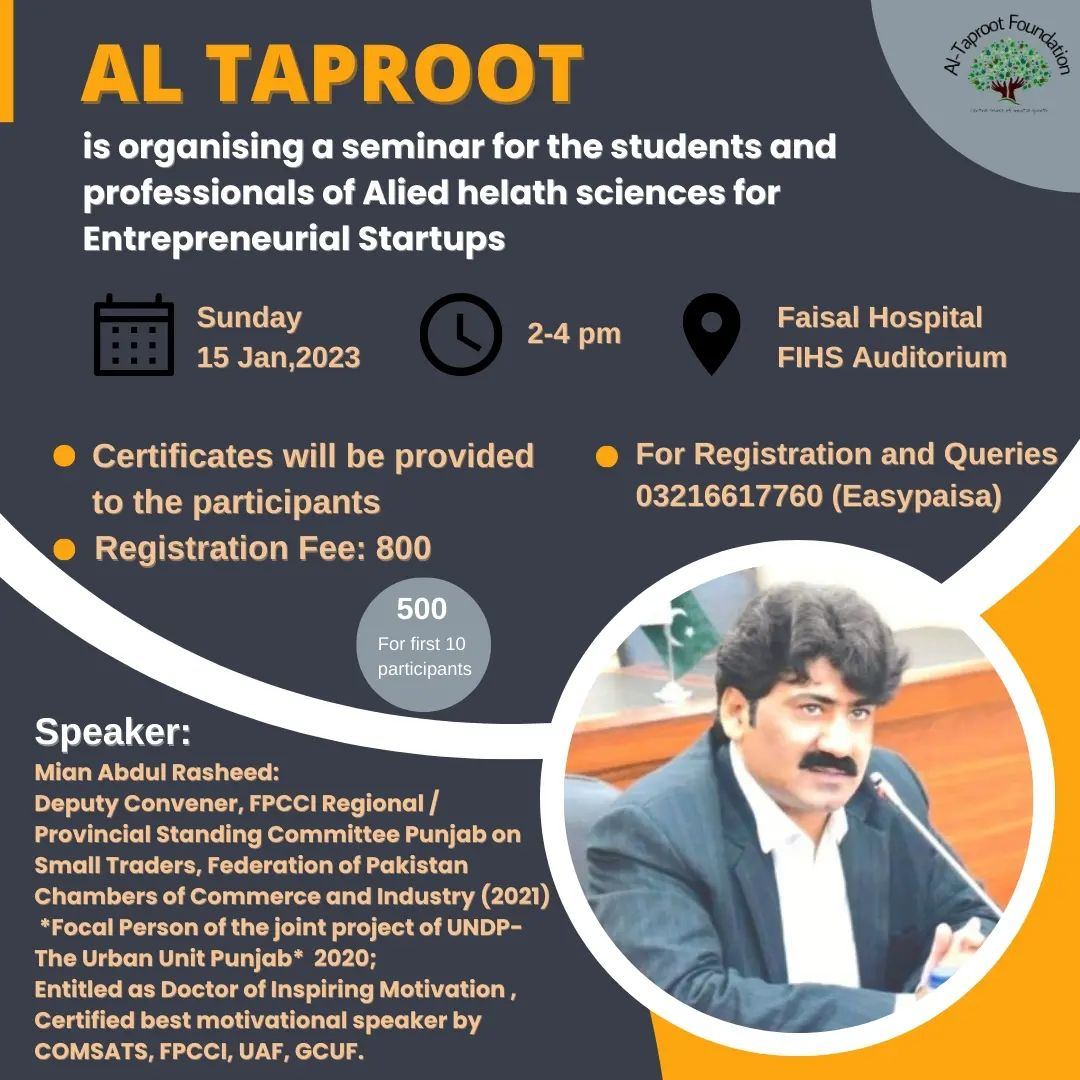 AL TAPROOT
Al-Taproot Foundation
is organising a seminar for the students and
professionals of Alied helath sciences for
Entrepreneurial Startups
Sunday
15 Jan,2023
2-4 pm
Faisal Hospital
FIHS Auditorium
Certificates will be provided
to the participants
Registration Fee: 800
For Registration and Queries
03216617760 (Easypaisa)
500
For first 10
participants
Speaker:
Mian Abdul Rasheed:
Deputy Convener, FPCCI Regional /
Provincial Standing Committee Punjab on
Small Traders, Federation of Pakistan
Chambers of Commerce and Industry (2021)
*Focal Person of the joint project of UNDP-
The Urban Unit Punjab* 2020;
Entitled as Doctor of Inspiring Motivation ,
Certified best motivational speaker by
COMSATS, FPCCI, UAF, GCUF.